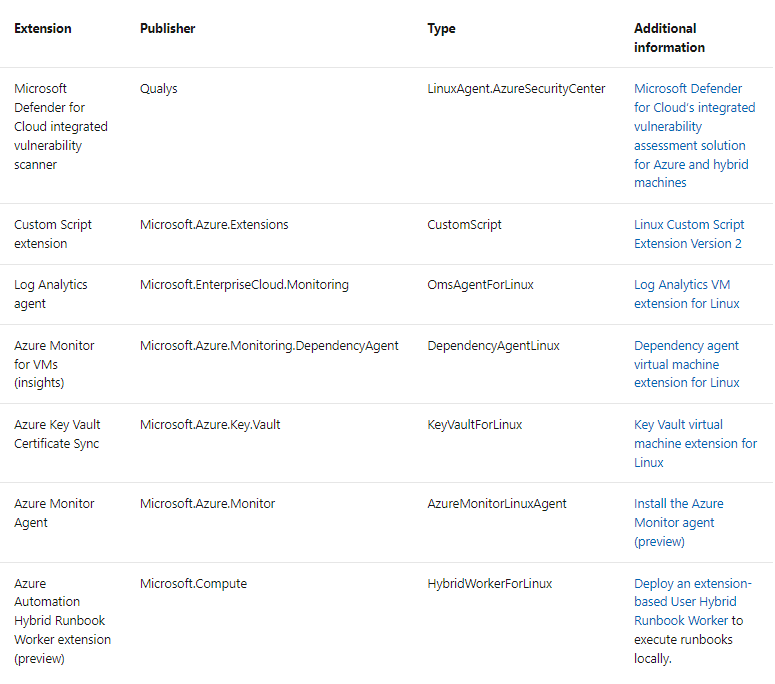 Extension
Publisher
Type
Additional
information
Microsoft
Defender for
Cloud integrated
vulnerability
scanner
Qualys
LinuxAgent.AzureSecurityCenter
Microsoft Defender
for Cloud's integrated
vulnerability
assessment solution
for Azure and hybrid
machines
Custom Script
extension
Microsoft.Azure.Extensions
CustomScript
Linux Custom Script
Extension Version 2
Log Analytics
agent
Microsoft.EnterpriseCloud.Monitoring
OmsAgentForLinux
Log Analytics VM
extension for Linux
Azure Monitor
for VMs
(insights)
Microsoft.Azure.Monitoring.DependencyAgent
DependencyAgentLinux
Dependency agent
virtual machine
extension for Linux
Azure Key Vault
Certificate Sync
Microsoft.Azure.Key.Vault
KeyVaultForLinux
Key Vault virtual
machine extension for
Linux
Azure Monitor
Agent
Microsoft.Azure.Monitor
AzureMonitorLinuxAgent
Install the Azure
Monitor agent
(preview)
Azure
Automation
Hybrid Runbook
Worker extension
(preview)
Microsoft.Compute
HybridWorkerForLinux
Deploy an extension-
based User Hybrid
Runbook Worker to
execute runbooks
locally.